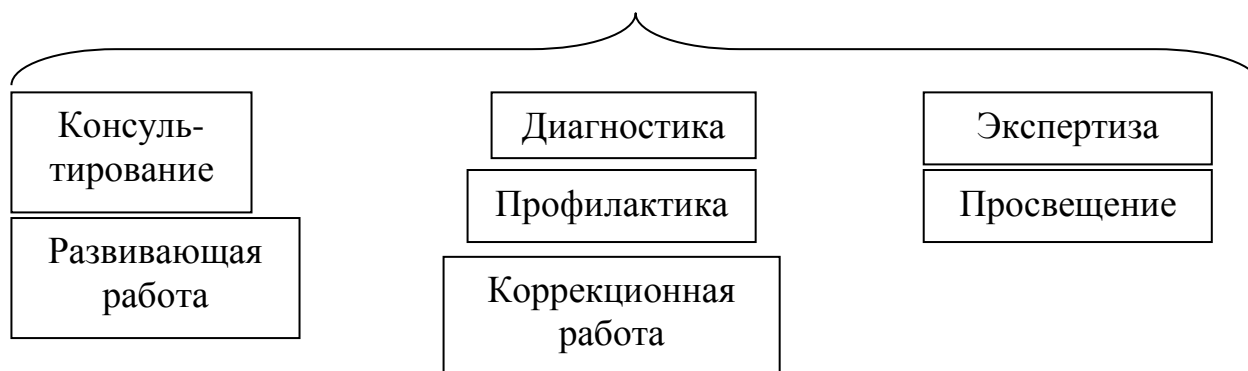 Консуль-
тирование
Развивающая
работа
Диагностика
Профилактика
Коррекционная
работа
Экспертиза
Просвещение